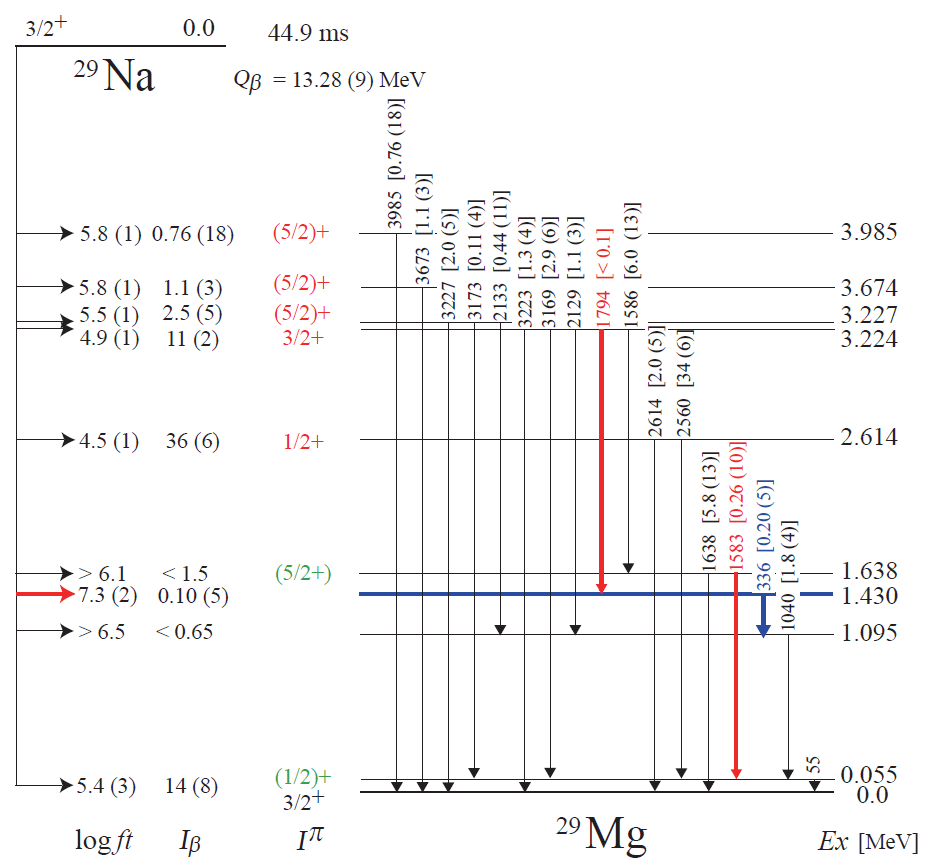 3/2+ 0.0 44.9 ms
29Na
Qβ = 13.28 (9) MeV
3985 [0.76 (18)]
3673 [1.1 (3)]
3227 [2.0 (5)]
3173 [0.11 (4)]
2133 [0.44 (11)]
3223 [1.3 (4)]
3169 [2.9 (6)]
2129 [1.1 (3)]
1794 [< 0.1]
1586 [6.0 (13)]
2614 [2.0 (5)]
2560 [34 (6)]
1638 [5.8 (13)]
1583 [0.26 (10)]
336 [0.20 (5)]
1040 [1.8 (4)]
55
5.8 (1) 0.76 (18) (5/2)+ 3.985
5.8 (1) 1.1 (3) (5/2)+ 3.674
5.5 (1) 2.5 (5) (5/2)+ 3.227
4.9 (1) 11 (2) 3/2+ 3.224
4.5 (1) 36 (6) 1/2+ 2.614
> 6.1 < 1.5 (5/2+) 1.638
7.3 (2) 0.10 (5) 1.430
> 6.5 < 0.65 1.095
5.4 (3) 14 (8) (1/2)+ 0.055
3/2+ 0.0
log ft Iβ Iπ 29Mg Ex [MeV]